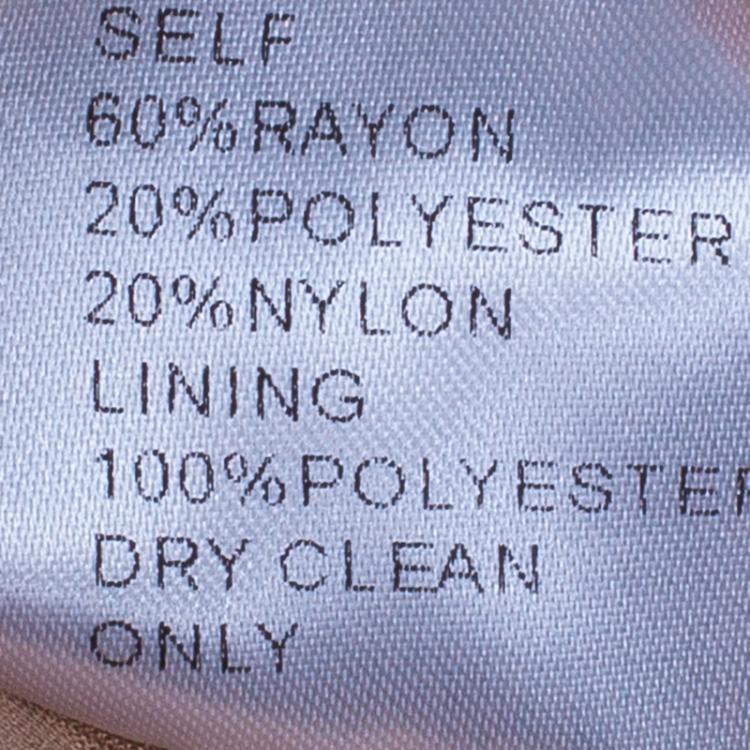 SELF
60%RAYON
20%POLYESTER
20%NYLON
LINING
100%POLYESTER
DRY CLEAN
ONLY